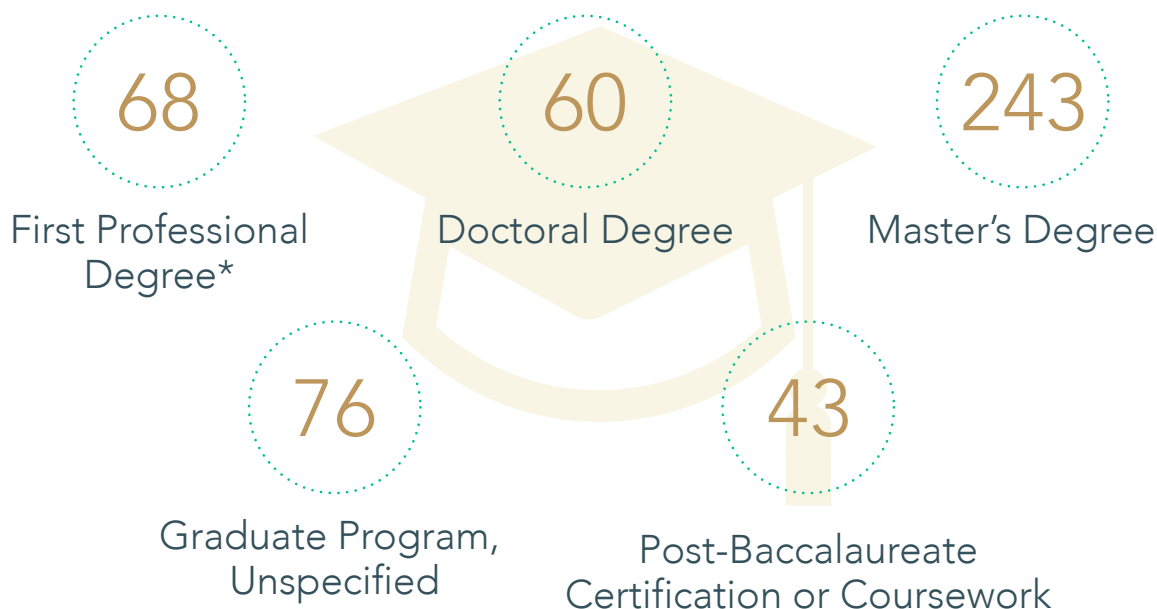 68
First Professional
Degree*
60
Doctoral Degree
243
Master’s Degree
76
Graduate Program,
Unspecified
43
Post-Baccalaureate
Certification or Coursework